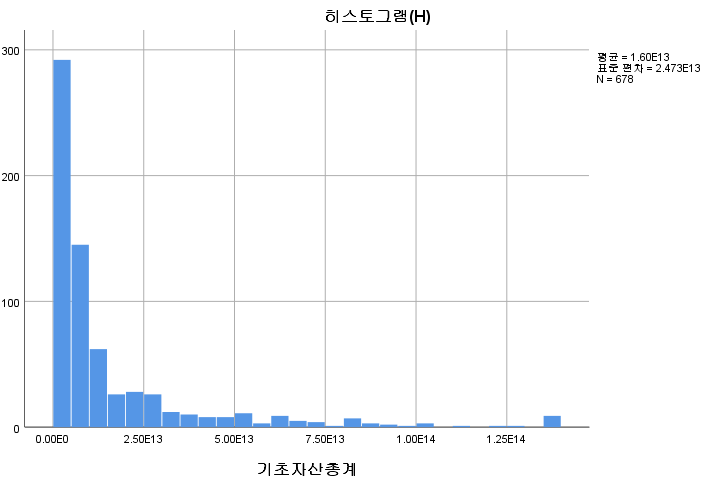 히스토그램(H)
평균 = 1.60E13
표준 편차 = 2.473E13
N = 678
300
200
100
0
0.00E0 2.50E13 5.00E13 7.50E13 1.00E14 1.25E14
기초자산총계